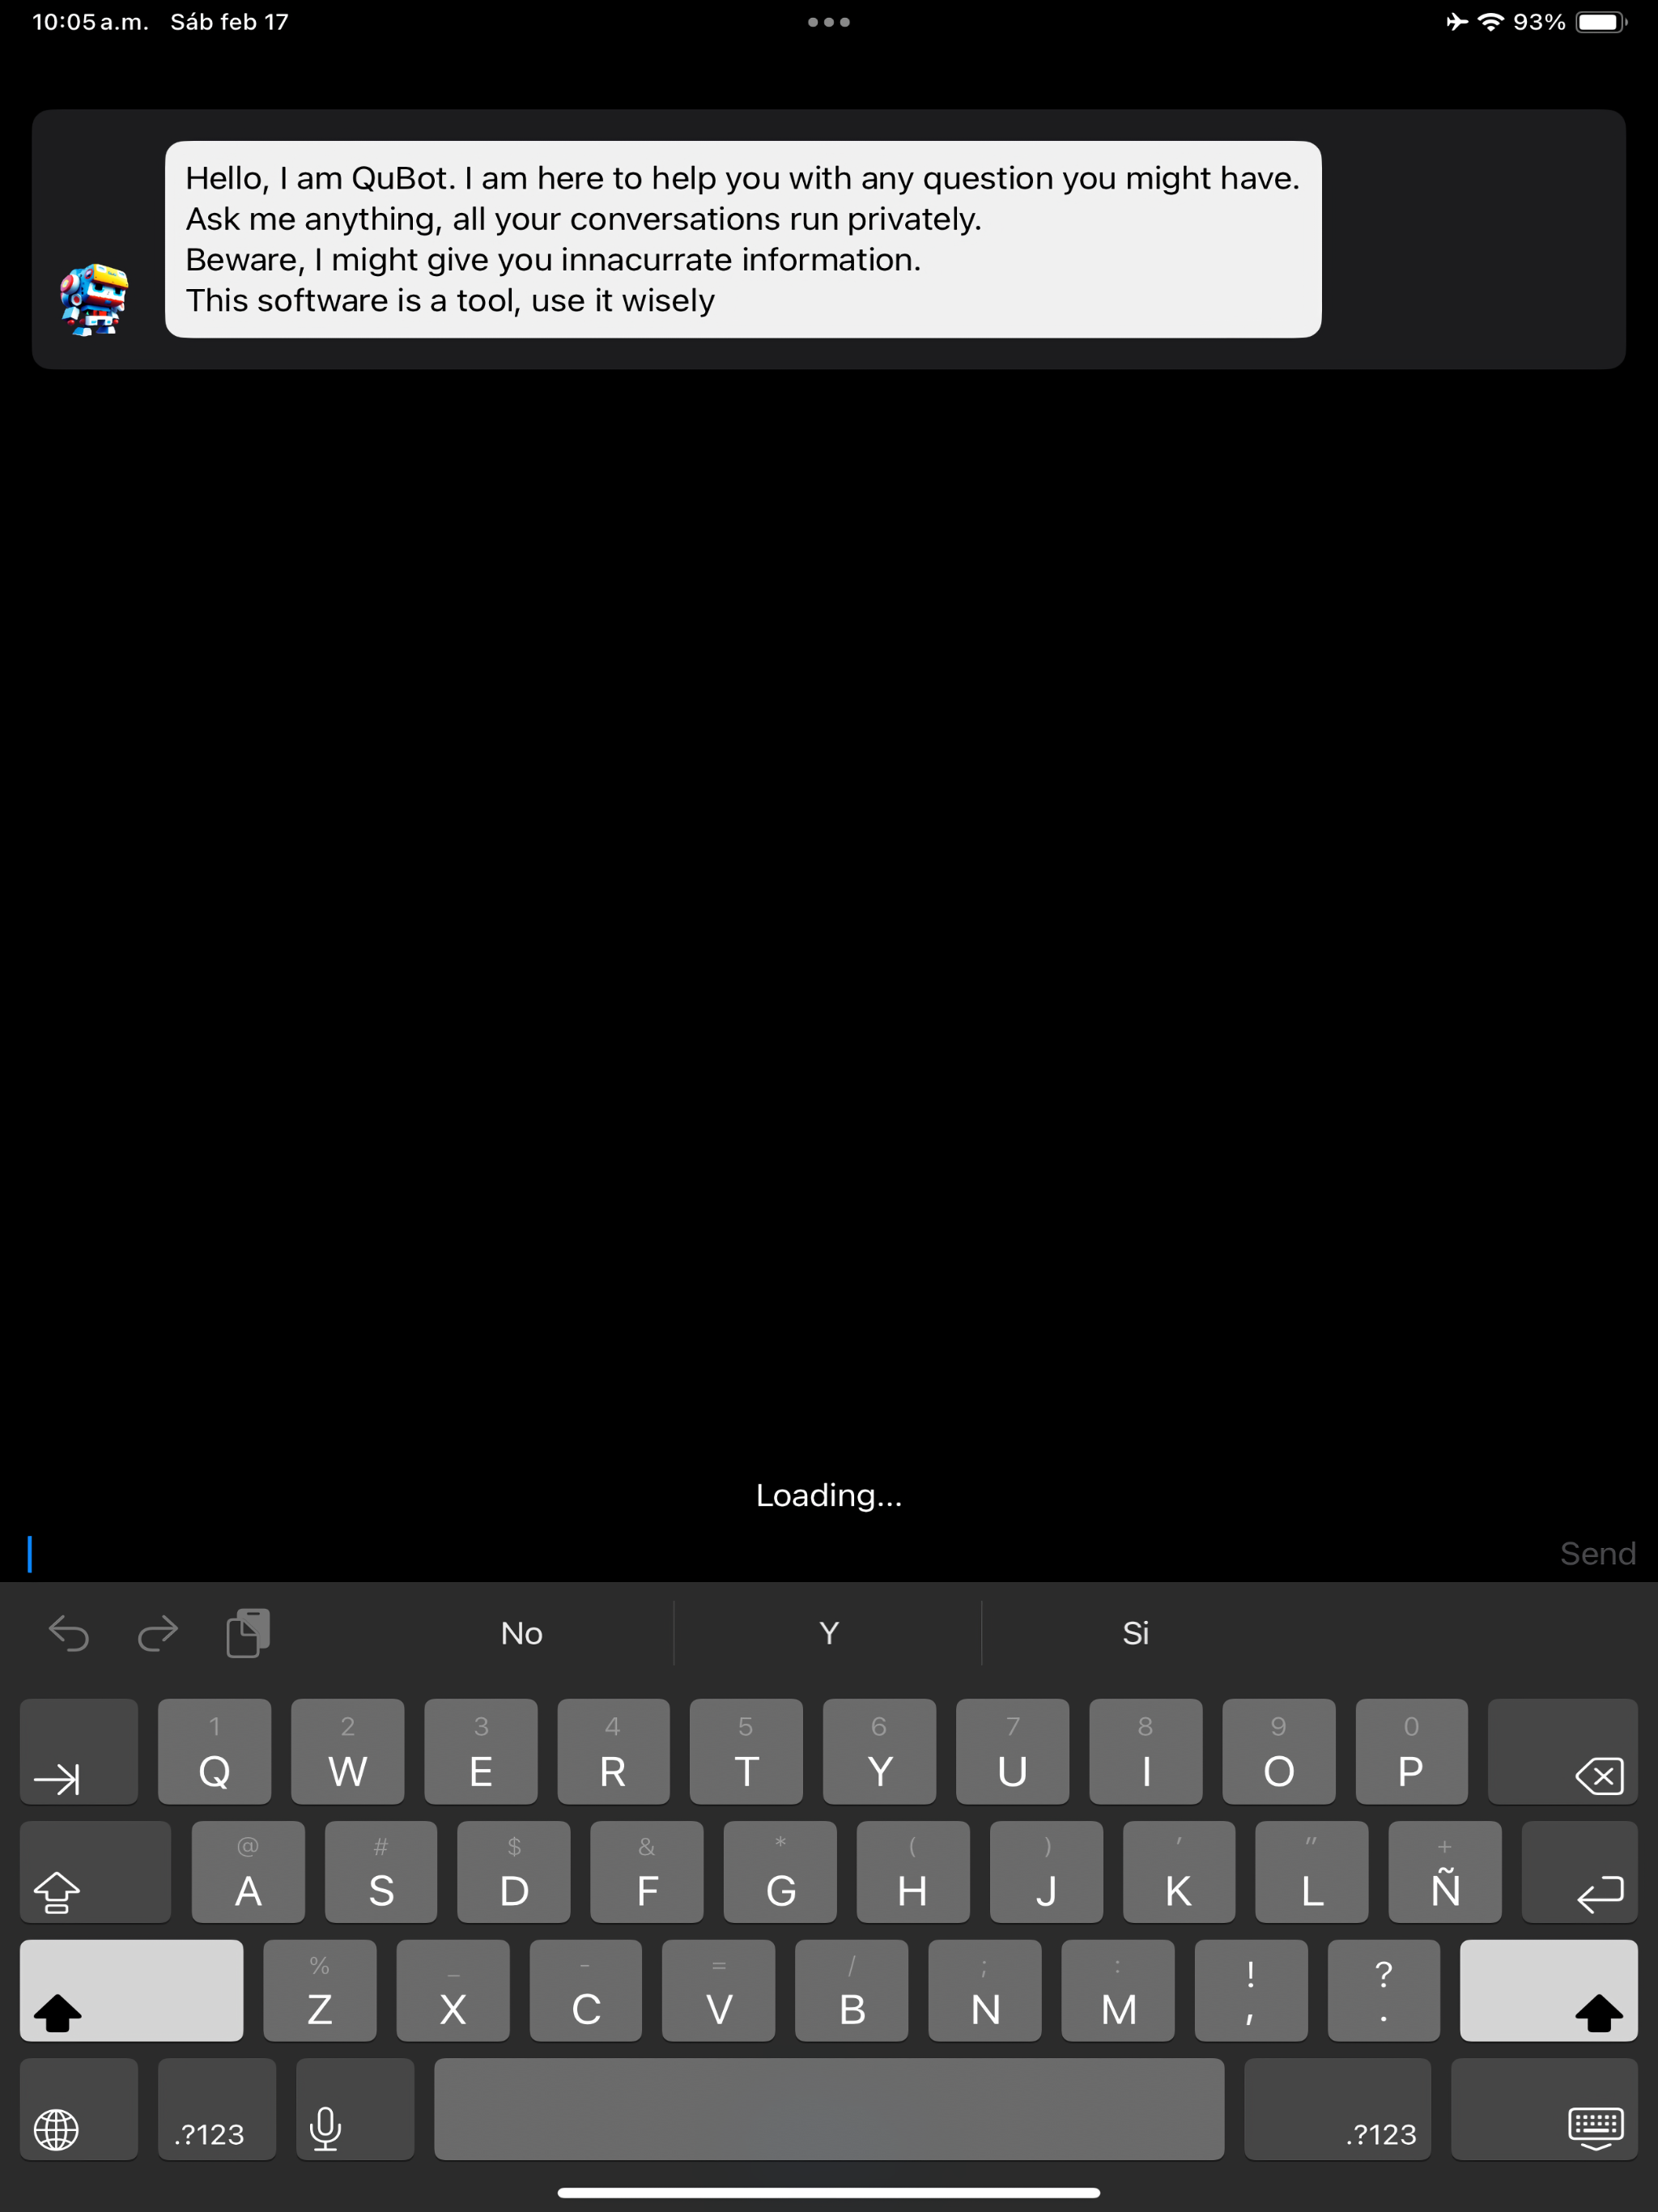 10:05 a.m. Sáb feb 17 93%
Hello, I am QuBot. I am here to help you with any question you might have.
Ask me anything, all your conversations run privately.
Beware, I might give you innacurrate information.
This software is a tool, use it wisely
Loading...
Send
No Y Si
1 2 3 4 5 6 7 8 9 0
Q W E R T Y U I O P
@ # $ & * ( ) ' " +
A S D F G H J K L Ñ
% _ - = / ; : ! ?
Z X C V B N M , .
.?123 .?123